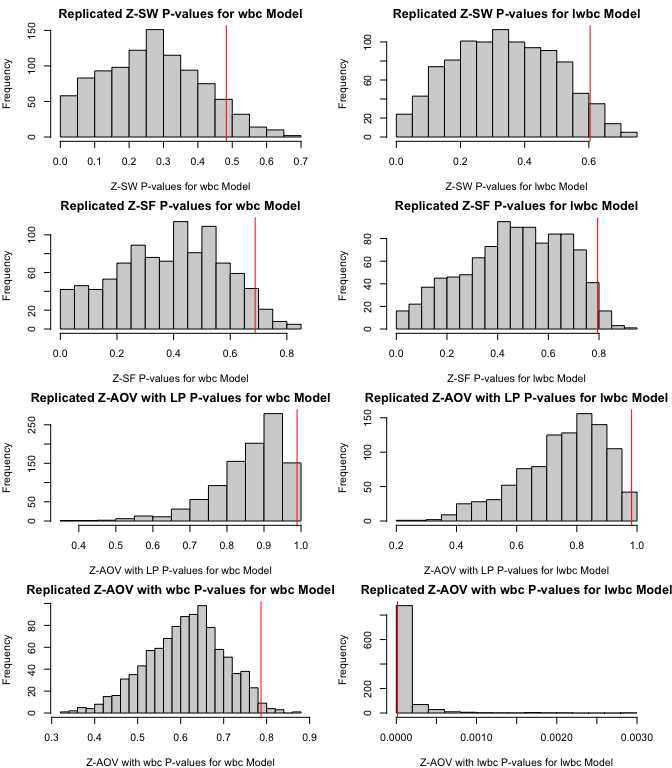 Replicated Z-SW P-values for wbc Model
Frequency
0 50 100 150
0.0 0.1 0.2 0.3 0.4 0.5 0.6 0.7
Z-SW P-values for wbc Model
Replicated Z-SW P-values for lwbc Model
Frequency
0 20 60 100
0.0 0.2 0.4 0.6
Z-SW P-values for lwbc Model
Replicated Z-SF P-values for wbc Model
Frequency
0 20 60 100
0.0 0.2 0.4 0.6 0.8
Z-SF P-values for wbc Model
Replicated Z-SF P-values for lwbc Model
Frequency
0 20 40 60 80
0.0 0.2 0.4 0.6 0.8
Z-SF P-values for lwbc Model
Replicated Z-AOV with LP P-values for wbc Model
Frequency
0 50 150 250
0.4 0.5 0.6 0.7 0.8 0.9 1.0
Z-AOV with LP P-values for wbc Model
Replicated Z-AOV with LP P-values for lwbc Model
Frequency
0 50 100 150
0.2 0.4 0.6 0.8 1.0
Z-AOV with LP P-values for lwbc Model
Replicated Z-AOV with wbc P-values for wbc Model
Frequency
0 20 40 60 80
0.3 0.4 0.5 0.6 0.7 0.8 0.9
Z-AOV with wbc P-values for wbc Model
Replicated Z-AOV with wbc P-values for lwbc Model
Frequency
0 200 600
0.0000 0.0010 0.0020 0.0030
Z-AOV with lwbc P-values for lwbc Model